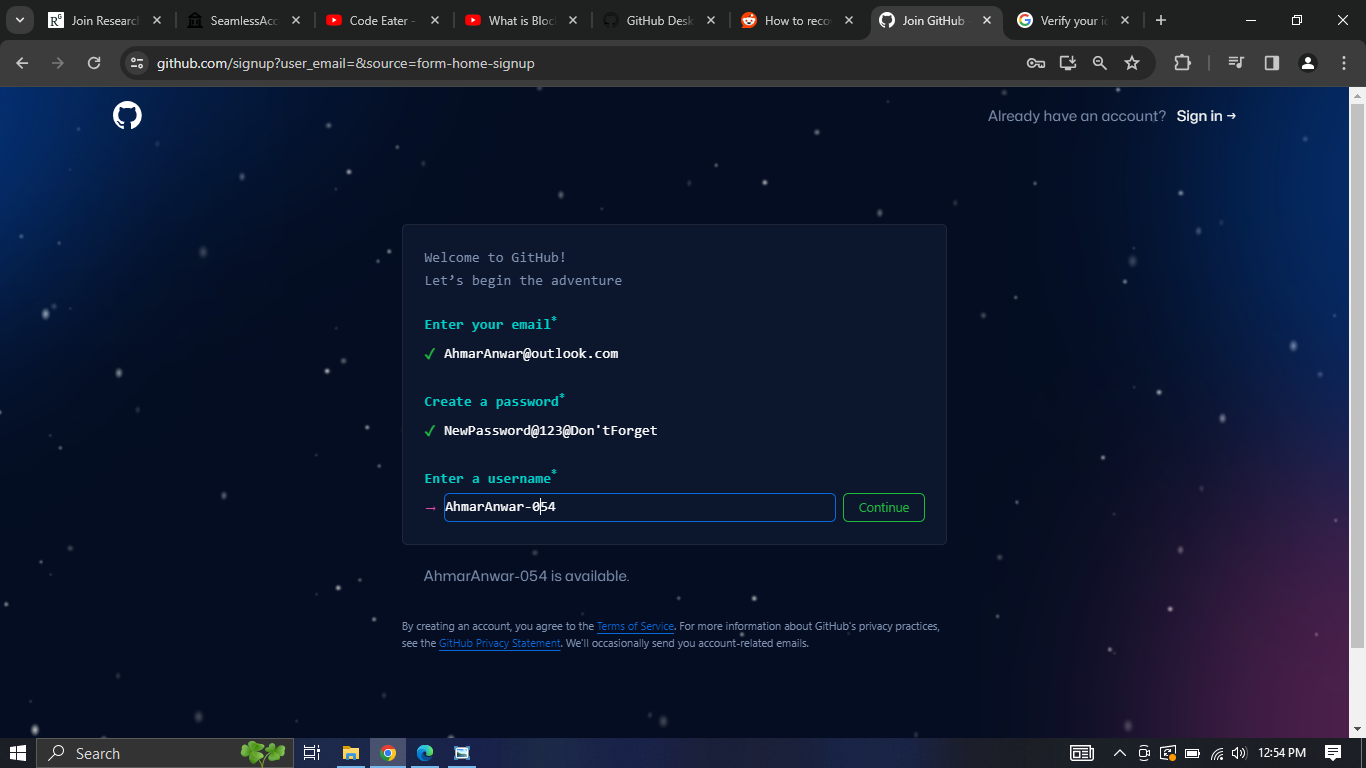 Join Research
SeamlessAcc
Code Eater -
What is Bloc
GitHub Desk
How to reco
Join GitHub
Verify your i
github.com/signup?user_email=&source=form-home-signup
Already have an account? Sign in →
Welcome to GitHub!
Let’s begin the adventure
Enter your email*
✓ AhmarAnwar@outlook.com
Create a password*
✓ NewPassword@123@Don'tForget
Enter a username*
→ AhmarAnwar-054
Continue
AhmarAnwar-054 is available.
By creating an account, you agree to the Terms of Service. For more information about GitHub's privacy practices,
see the GitHub Privacy Statement. We'll occasionally send you account-related emails.
Search
12:54 PM